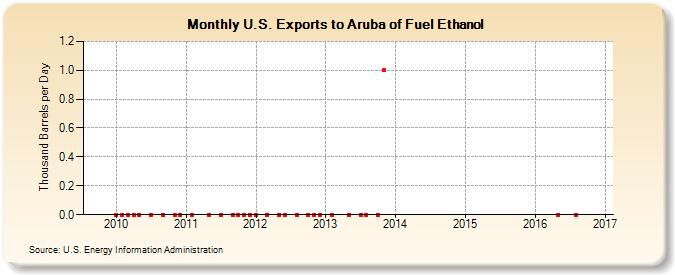 Monthly U.S. Exports to Aruba of Fuel Ethanol
Thousand Barrels per Day
1.2
1.0
0.8
0.6
0.4
0.2
0.0
2010 2011 2012 2013 2014 2015 2016 2017
Source: U.S. Energy Information Administration